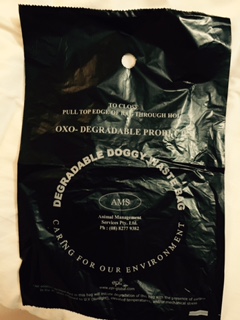 TO CLOSE
PULL TOP EDGE OF BAG THROUGH HOLE
OXO- DEGRADABLE PRODUCT
DEGRADABLE DOGGY WASTE BAG
AMS
Animal Management
Services Pty. Ltd.
Ph : (08) 8277 9382
CARING FOR OUR ENVIRONMENT